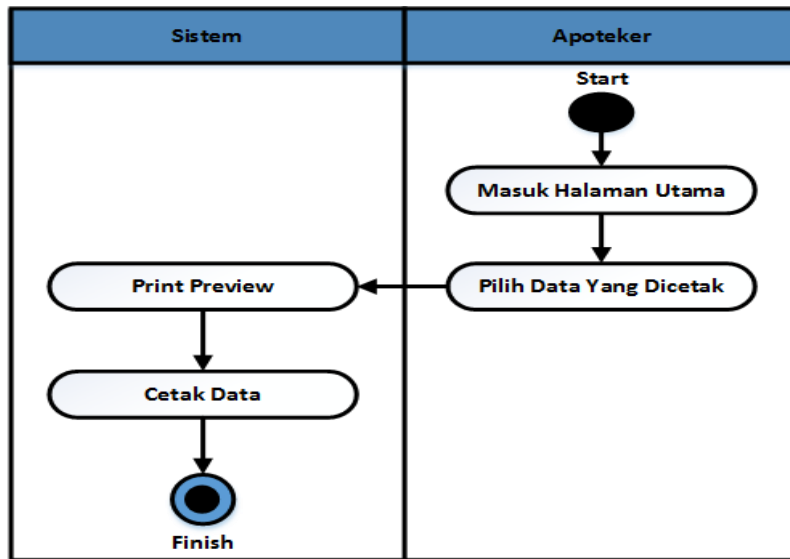 Sistem
Apoteker
Start
Masuk Halaman Utama
Print Preview
Pilih Data Yang Dicetak
Cetak Data
Finish